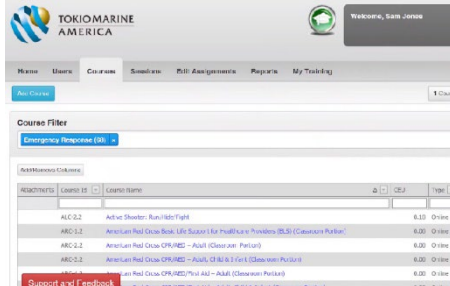 TOKIOMARINE
AMERICA
Welcome, Sam Jones
Home Users Courses Sessions Edit Assignments Reports My Training
Add Course
1
Course Filter
Emergency Response (60)
Add/Remove Columns
Attachments Course Id Course Name CEU Type
ALC-2.2 Active Shooter: Run/Hide/Fight 0.10 Online
ARC-1.2 American Red Cross Basic Life Support for Healthcare Providers (BLS) (Classroom Portion) 0.00 Online
ARC-2.2 American Red Cross CPR/AED – Adult (Classroom Portion) 0.00 Online
American Red Cross CPR/AED – Adult, Child & Infant (Classroom Portion) 0.00 Online
American Red Cross CPR/AED/First Aid – Adult (Classroom Portion) 0.00 Online
Support and Feedback